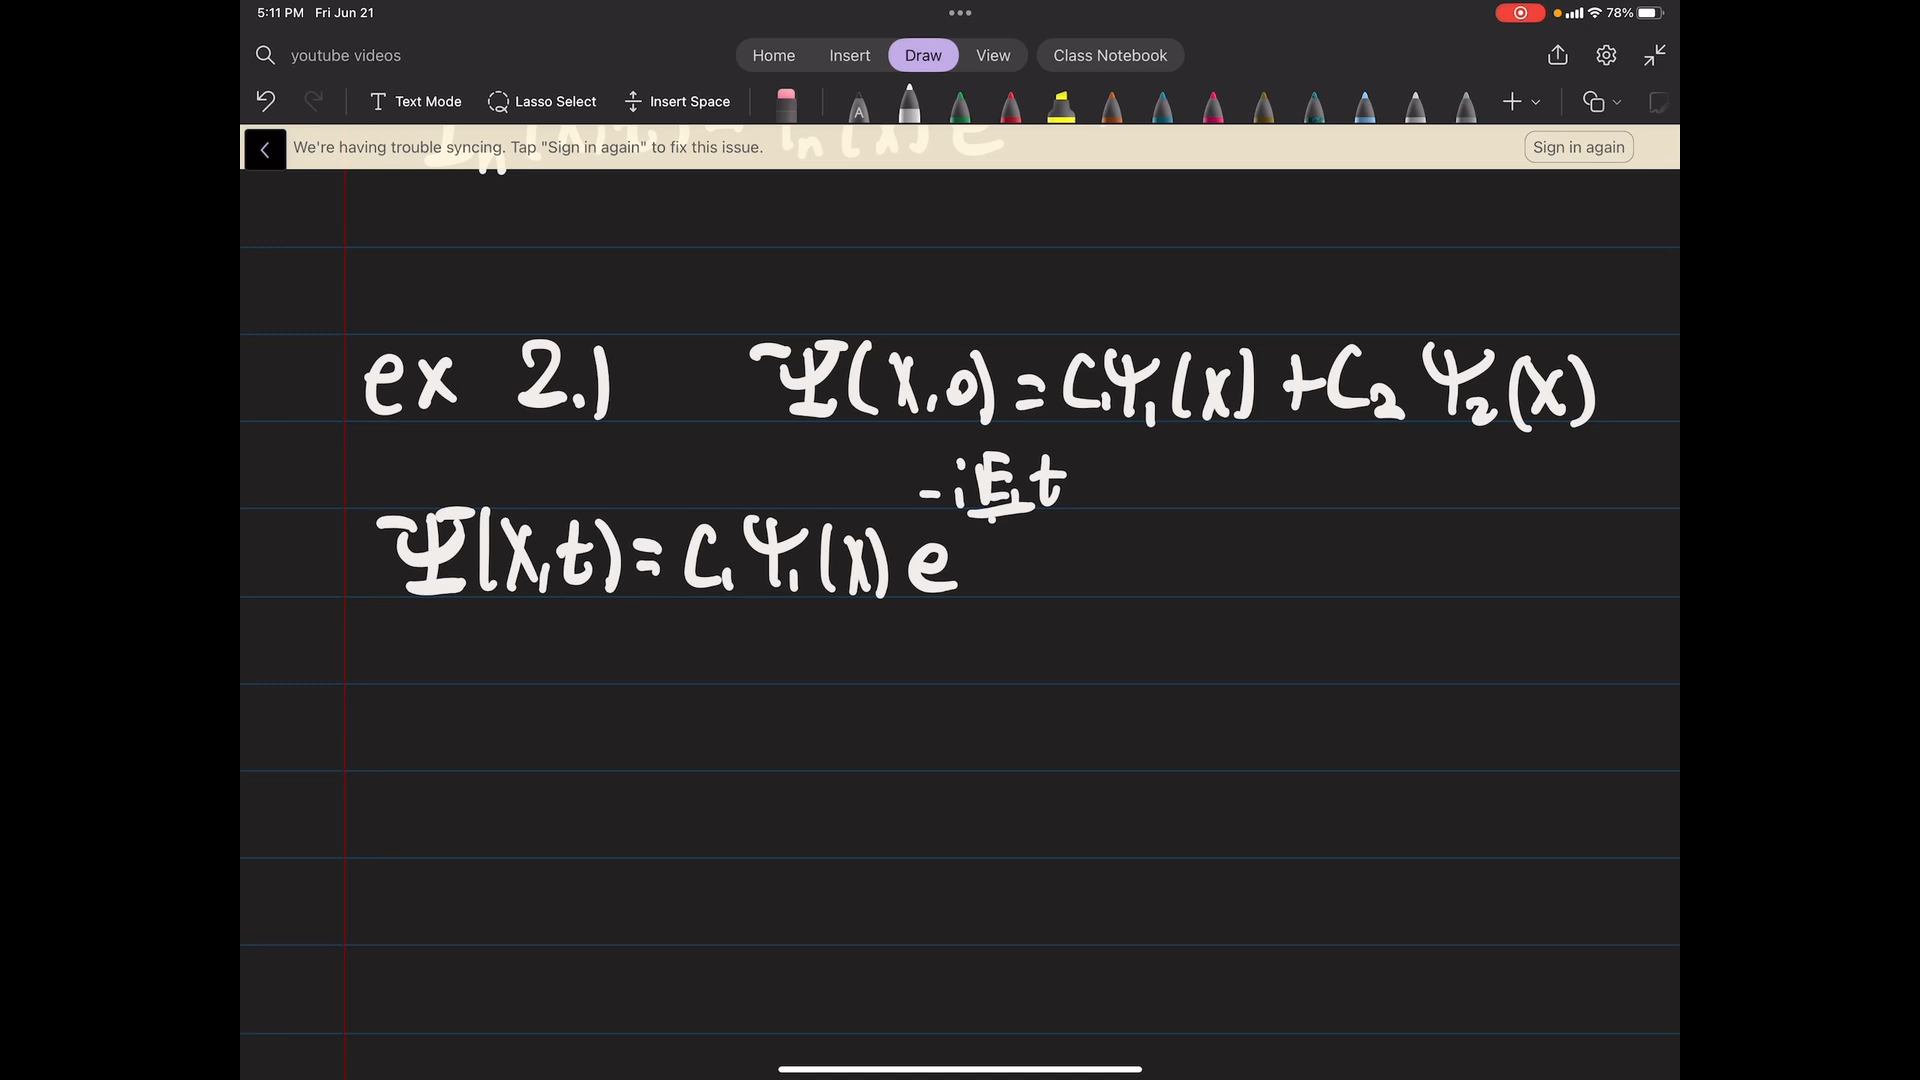 5:11 PM Fri Jun 21
78%
youtube videos
Home Insert Draw View Class Notebook
Text Mode Lasso Select Insert Space A
We're having trouble syncing. Tap "Sign in again" to fix this issue. Sign in again
ex 2.) Ψ(x,0) = C₁Ψ₁(x) + C₂Ψ₂(x)
-iE₁t
Ψ(x,t) = C₁Ψ₁(x) e